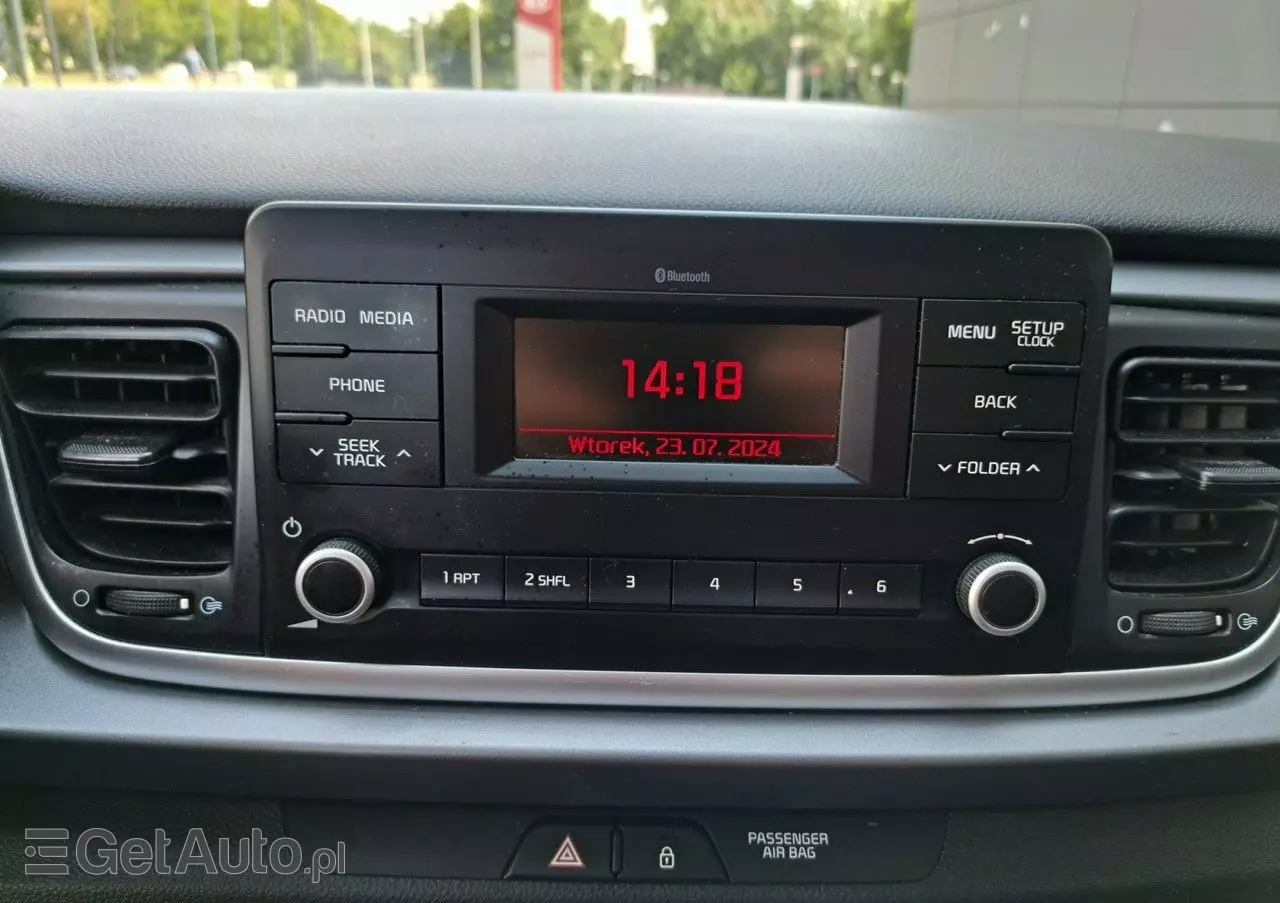 Bluetooth
RADIO MEDIA
PHONE
SEEK
TRACK
14:18
Wtorek, 23. 07. 2024
MENU SETUP
CLOCK
BACK
FOLDER
1 RPT
2 SHFL
3
4
5
6
PASSENGER
AIR BAG
GetAuto.pl